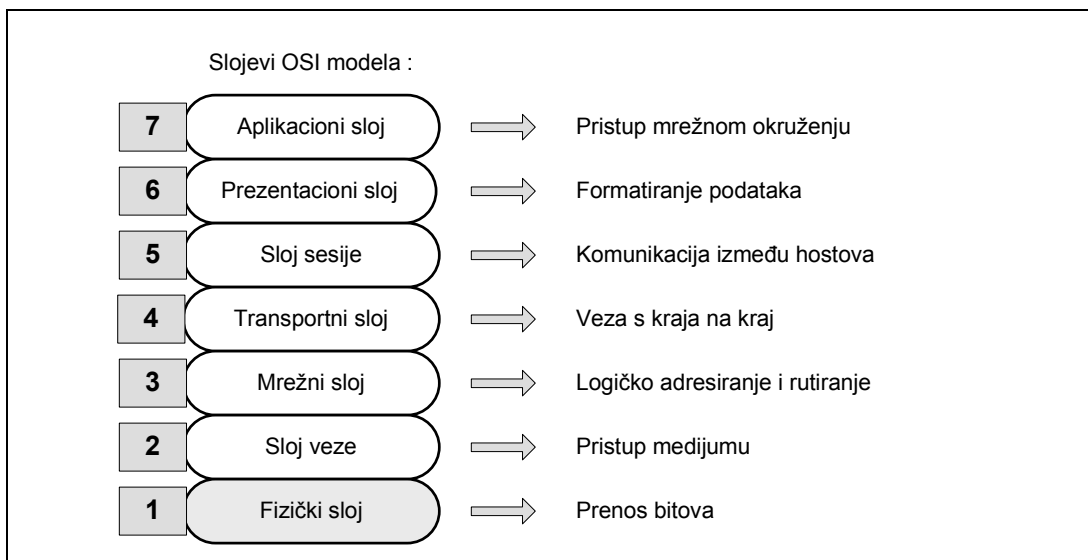 Slojevi OSI modela :
7 Aplikacioni sloj Pristup mrežnom okruženju
6 Prezentacioni sloj Formatiranje podataka
5 Sloj sesije Komunikacija između hostova
4 Transportni sloj Veza s kraja na kraj
3 Mrežni sloj Logičko adresiranje i rutiranje
2 Sloj veze Pristup medijumu
1 Fizički sloj Prenos bitova